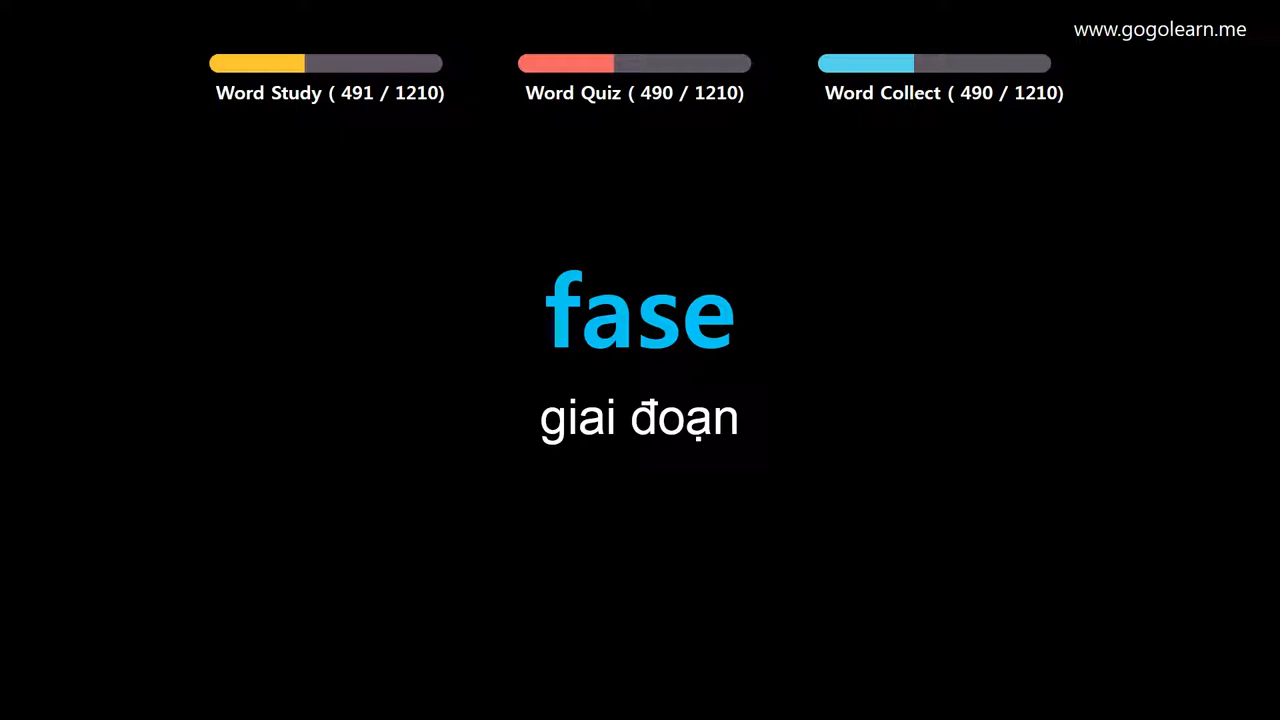 www.gogolearn.me
Word Study ( 491 / 1210)
Word Quiz ( 490 / 1210)
Word Collect ( 490 / 1210)
fase
giai đoạn